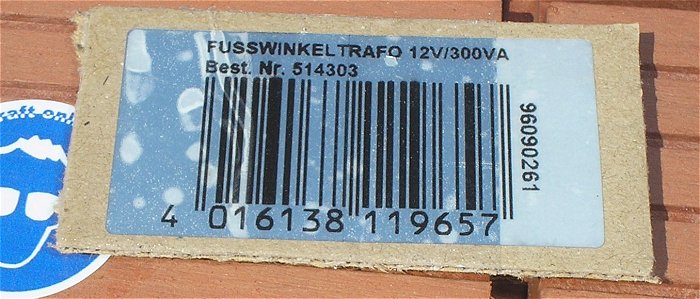 FUSSWINKELTRAFO 12V/300VA
Best. Nr. 514303
96090261
4 016138 119657